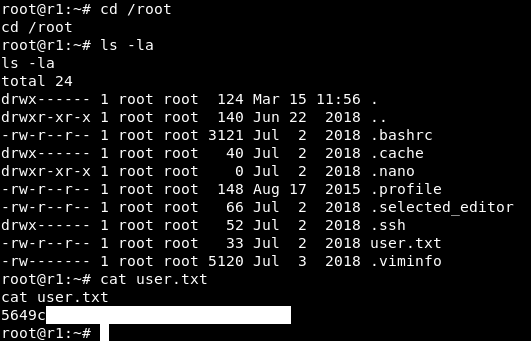 root@r1:~# cd /root
cd /root
root@r1:~# ls -la
ls -la
total 24
drwx------ 1 root root  124 Mar 15 11:56 .
drwxr-xr-x 1 root root  140 Jun 22  2018 ..
-rw-r--r-- 1 root root 3121 Jul  2  2018 .bashrc
drwx------ 1 root root   40 Jul  2  2018 .cache
drwxr-xr-x 1 root root    0 Jul  2  2018 .nano
-rw-r--r-- 1 root root  148 Aug 17  2015 .profile
-rw-r--r-- 1 root root   66 Jul  2  2018 .selected_editor
drwx------ 1 root root   52 Jul  2  2018 .ssh
-rw-r--r-- 1 root root   33 Jul  2  2018 user.txt
-rw-r--r-- 1 root root 5120 Jul  3  2018 .viminfo
root@r1:~# cat user.txt
cat user.txt
5649c
root@r1:~#